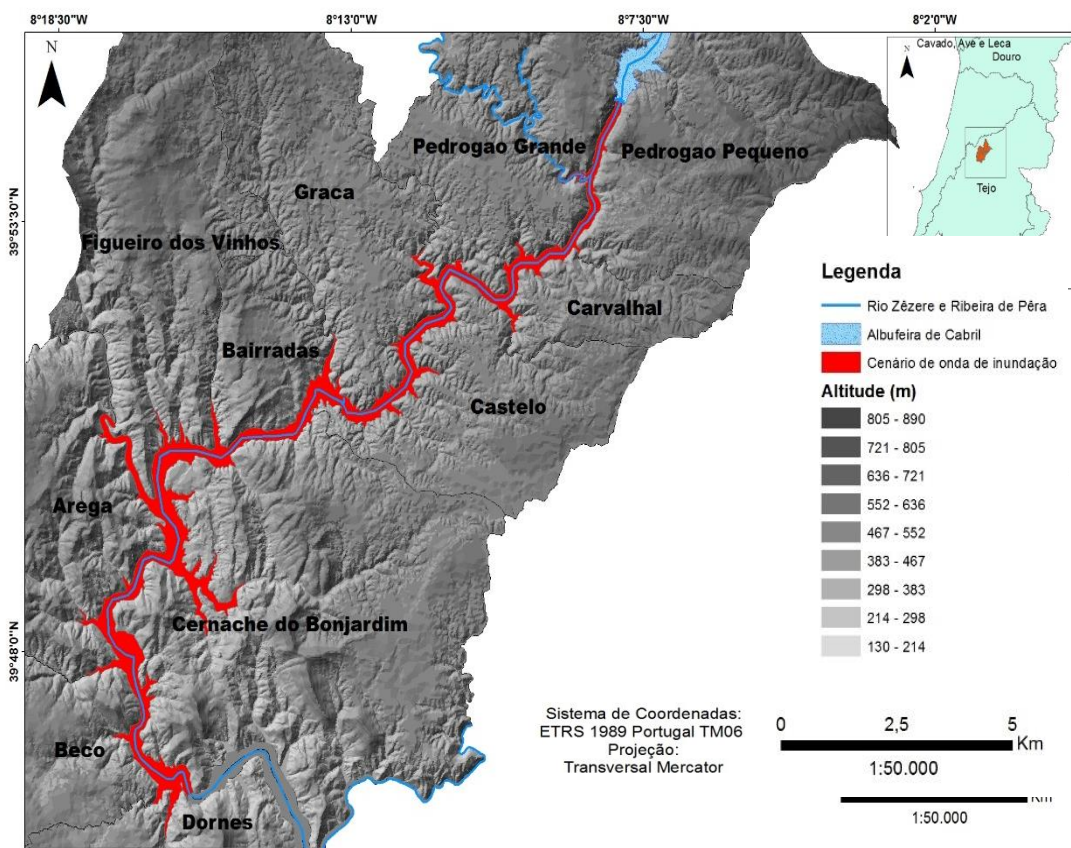 8°18'30"W
8°13'0"W
8°7'30"W
8°2'0"W
N
N
Cavado, Ave e Leca
Douro
Tejo
Pedrogao Grande
Pedrogao Pequeno
Graca
39°53'30"N
Figueiro dos Vinhos
Carvalhal
Bairradas
Castelo
Arega
Cernache do Bonjardim
39°48'0"N
Beco
Dornes
Legenda
Rio Zêzere e Ribeira de Pêra
Albufeira de Cabril
Cenário de onda de inundação
Altitude (m)
805 - 890
721 - 805
636 - 721
552 - 636
467 - 552
383 - 467
298 - 383
214 - 298
130 - 214
Sistema de Coordenadas:
ETRS 1989 Portugal TM06
Projeção:
Transversal Mercator
0 2,5 5
Km
1:50.000
Km
1:50.000